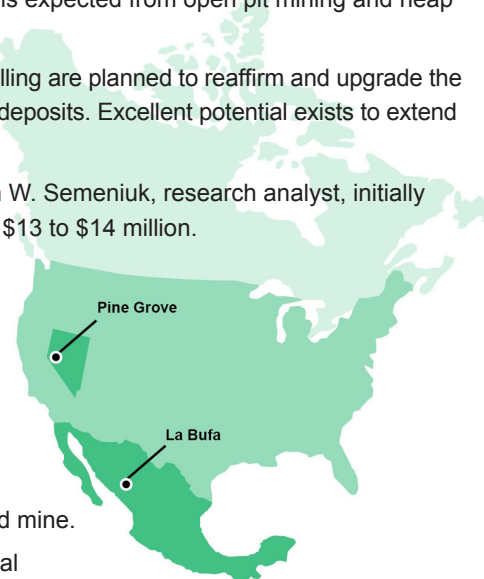 is expected from open pit mining and heap
lling are planned to reaffirm and upgrade the
deposits. Excellent potential exists to extend
W. Semeniuk, research analyst, initially
$13 to $14 million.
Pine Grove
La Bufa
d mine.
al